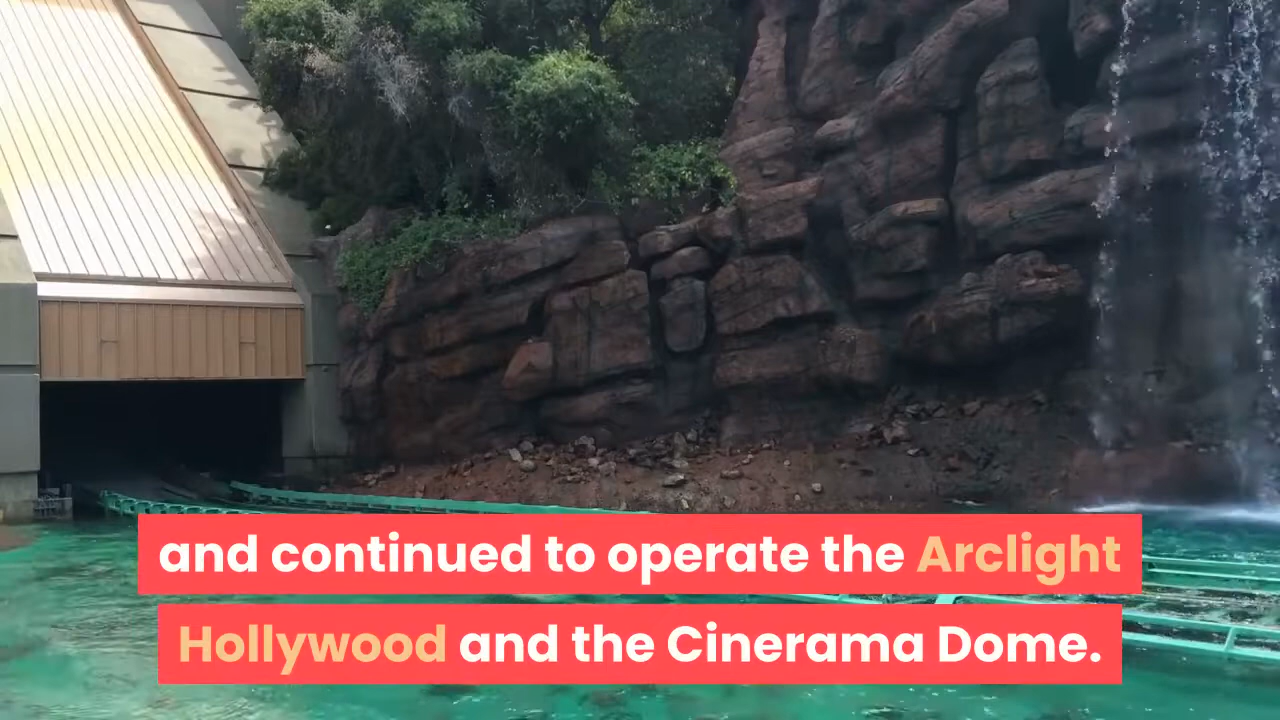 and continued to operate the Arclight
Hollywood and the Cinerama Dome.